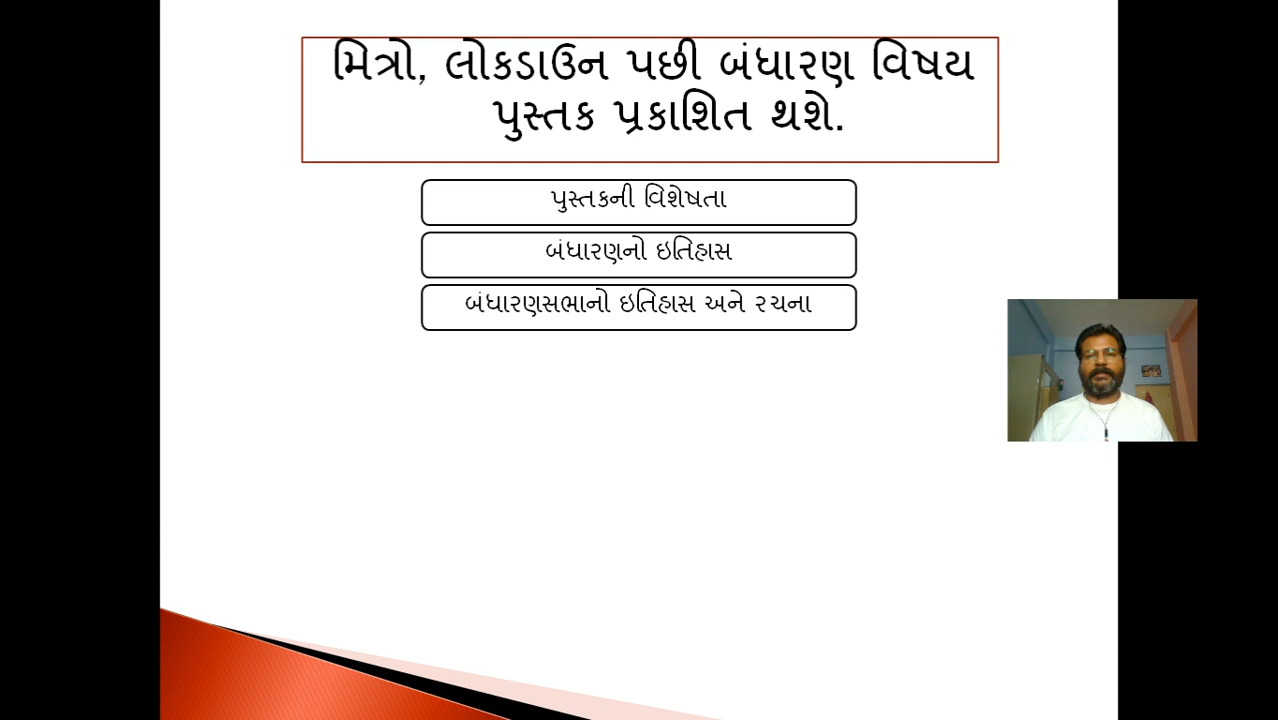 મિત્રો, લોકડાઉન પછી બંધારણ વિષય
પુસ્તક પ્રકાશિત થશે.
પુસ્તકની વિશેષતા
બંધારણનો ઇતિહાસ
બંધારણસભાનો ઇતિહાસ અને રચના